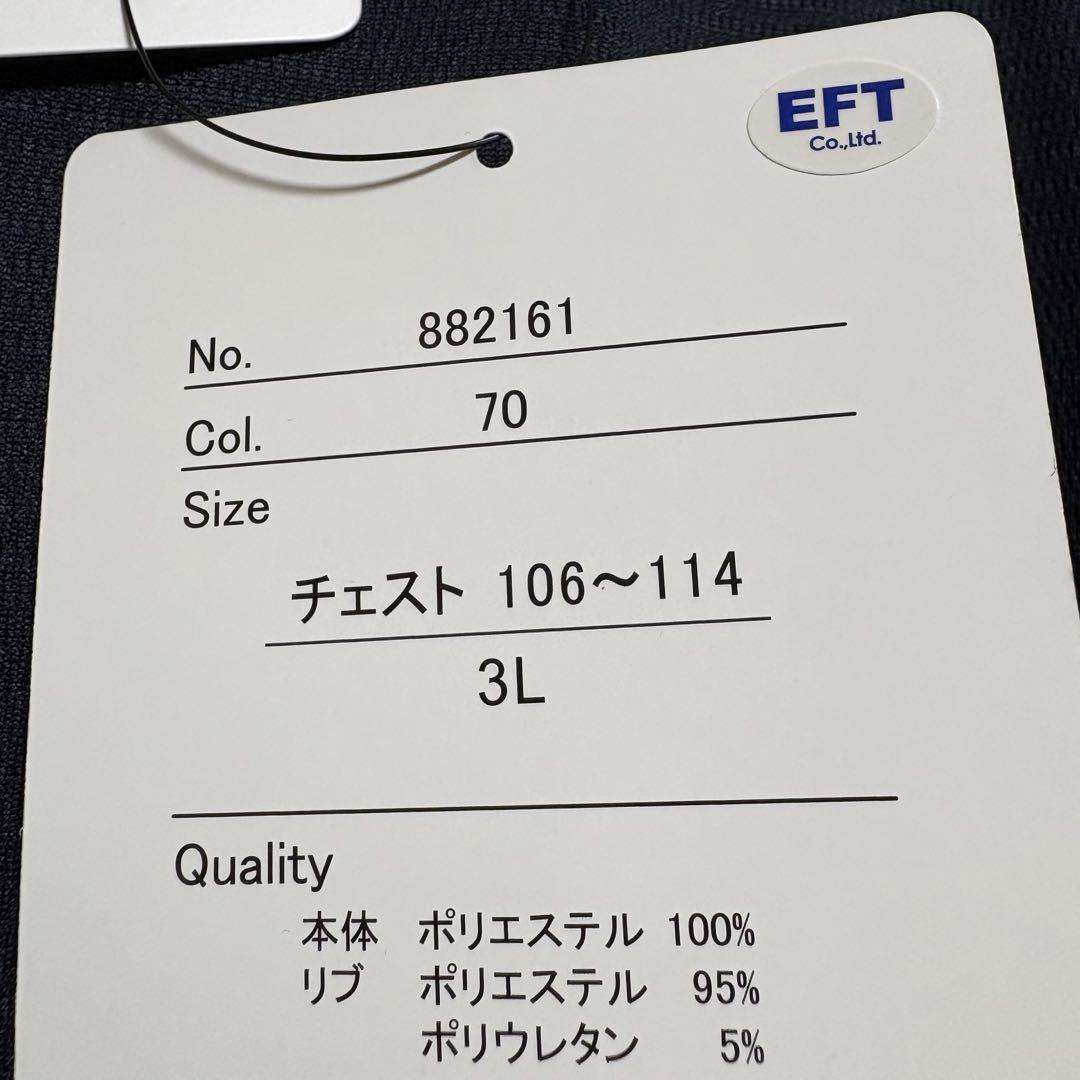 EFT
Co.,Ltd.
No. 882161
Col. 70
Size
チェスト 106～114
3L
Quality
本体 ポリエステル 100%
リブ ポリエステル 95%
ポリウレタン 5%